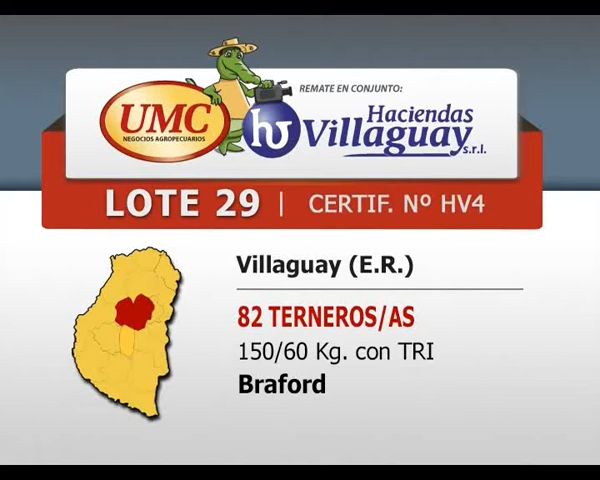 UMC
NEGOCIOS AGROPECUARIOS
REMATE EN CONJUNTO:
hv
Haciendas
Villaguay
s.r.l.
LOTE 29 | CERTIF. Nº HV4
Villaguay (E.R.)
82 TERNEROS/AS
150/60 Kg. con TRI
Braford